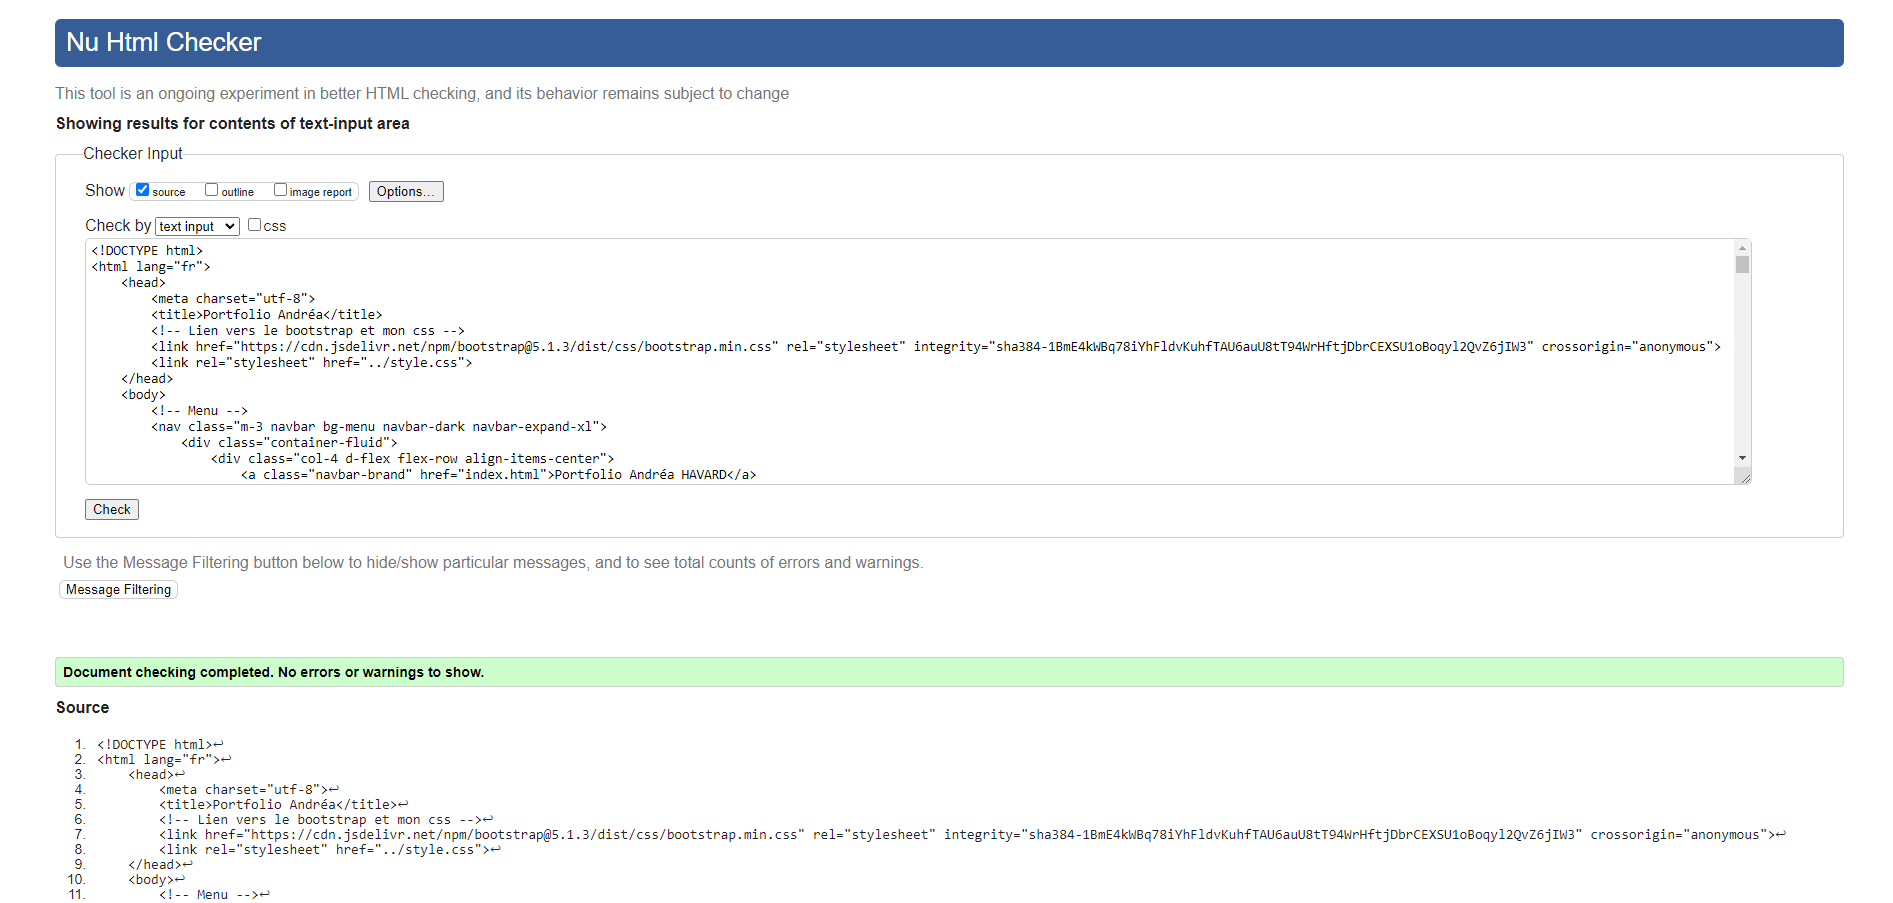 Nu Html Checker
This tool is an ongoing experiment in better HTML checking, and its behavior remains subject to change
Showing results for contents of text-input area
Checker Input
Show source outline image report Options...
Check by text input css
<!DOCTYPE html>
<html lang="fr">
<head>
<meta charset="utf-8">
<title>Portfolio Andréa</title>
<!-- Lien vers le bootstrap et mon css -->
<link href="https://cdn.jsdelivr.net/npm/bootstrap@5.1.3/dist/css/bootstrap.min.css" rel="stylesheet" integrity="sha384-1BmE4kWBq78iYhFldvKuhfTAU6auU8tT94WrHftjDbrCEXSU1oBoqyl2QvZ6jIW3" crossorigin="anonymous">
<link rel="stylesheet" href="../style.css">
</head>
<body>
<!-- Menu -->
<nav class="m-3 navbar bg-menu navbar-dark navbar-expand-xl">
<div class="container-fluid">
<div class="col-4 d-flex flex-row align-items-center">
<a class="navbar-brand" href="index.html">Portfolio Andréa HAVARD</a>
Check
Use the Message Filtering button below to hide/show particular messages, and to see total counts of errors and warnings.
Message Filtering
Document checking completed. No errors or warnings to show.
Source
1. <!DOCTYPE html>↩
2. <html lang="fr">↩
3. <head>↩
4. <meta charset="utf-8">↩
5. <title>Portfolio Andréa</title>↩
6. <!-- Lien vers le bootstrap et mon css -->↩
7. <link href="https://cdn.jsdelivr.net/npm/bootstrap@5.1.3/dist/css/bootstrap.min.css" rel="stylesheet" integrity="sha384-1BmE4kWBq78iYhFldvKuhfTAU6auU8tT94WrHftjDbrCEXSU1oBoqyl2QvZ6jIW3" crossorigin="anonymous">↩
8. <link rel="stylesheet" href="../style.css">↩
9. </head>↩
10. <body>↩
11. <!-- Menu -->↩